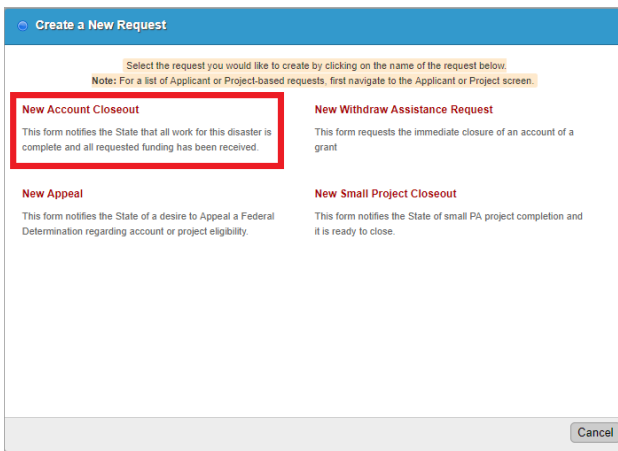 Create a New Request
Select the request you would like to create by clicking on the name of the request below.
Note: For a list of Applicant or Project-based requests, first navigate to the Applicant or Project screen.
New Account Closeout
This form notifies the State that all work for this disaster is
complete and all requested funding has been received.
New Withdraw Assistance Request
This form requests the immediate closure of an account of a
grant
New Appeal
This form notifies the State of a desire to Appeal a Federal
Determination regarding account or project eligibility.
New Small Project Closeout
This form notifies the State of small PA project completion and
it is ready to close.
Cancel